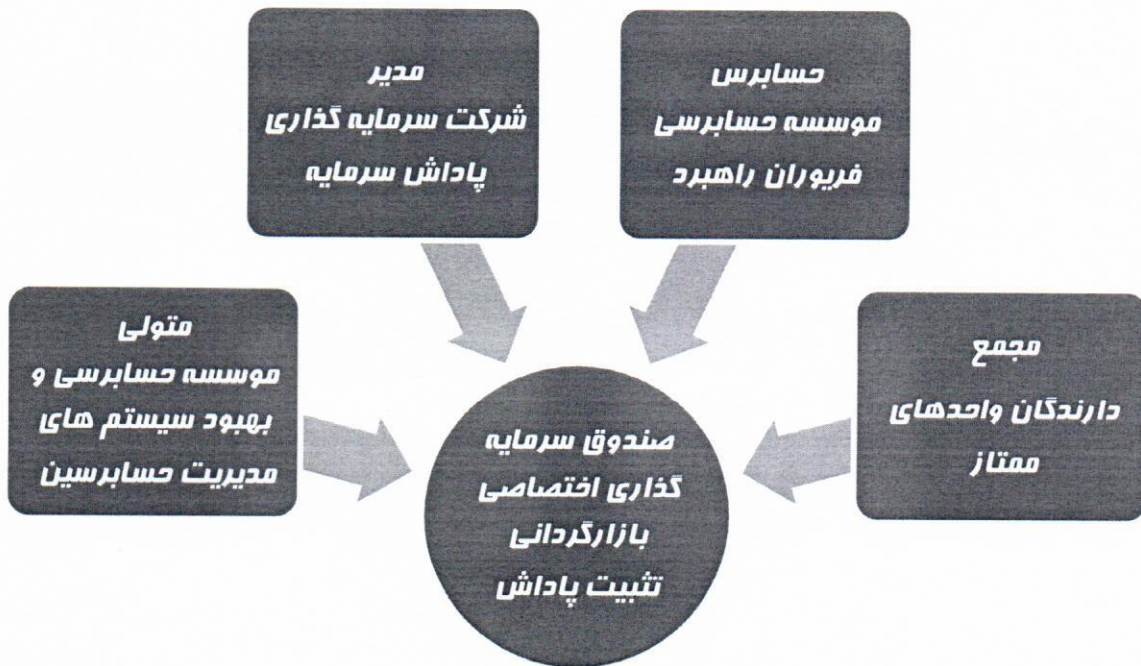 حسابرس
موسسه حسابرسی
فریوران راهبرد
مدیر
شرکت سرمایه گذاری
پاداش سرمایه
مجمع
دارندگان واحدهای
ممتاز
متولی
موسسه حسابرسی و
بهبود سیستم های
مدیریت حسابرسین
صندوق سرمایه
گذاری اختصاصی
بازارگردانی
تثبیت پاداش